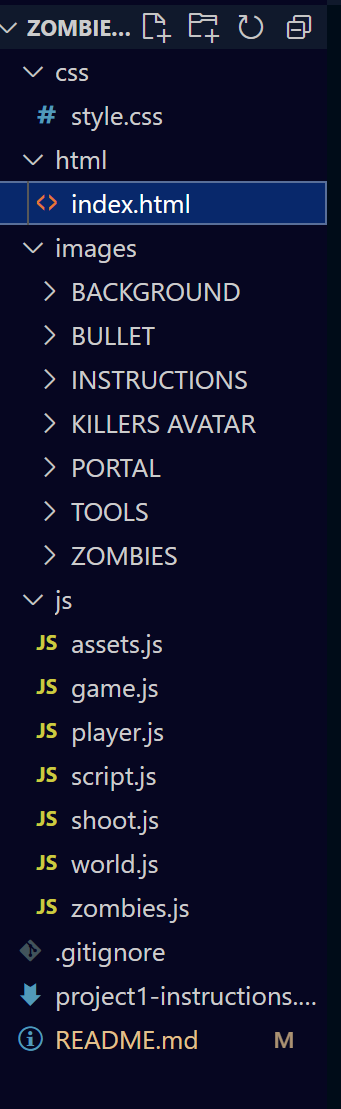 ZOMBIE...
css
# style.css
html
<> index.html
images
BACKGROUND
BULLET
INSTRUCTIONS
KILLERS AVATAR
PORTAL
TOOLS
ZOMBIES
js
JS assets.js
JS game.js
JS player.js
JS script.js
JS shoot.js
JS world.js
JS zombies.js
.gitignore
project1-instructions....
README.md M